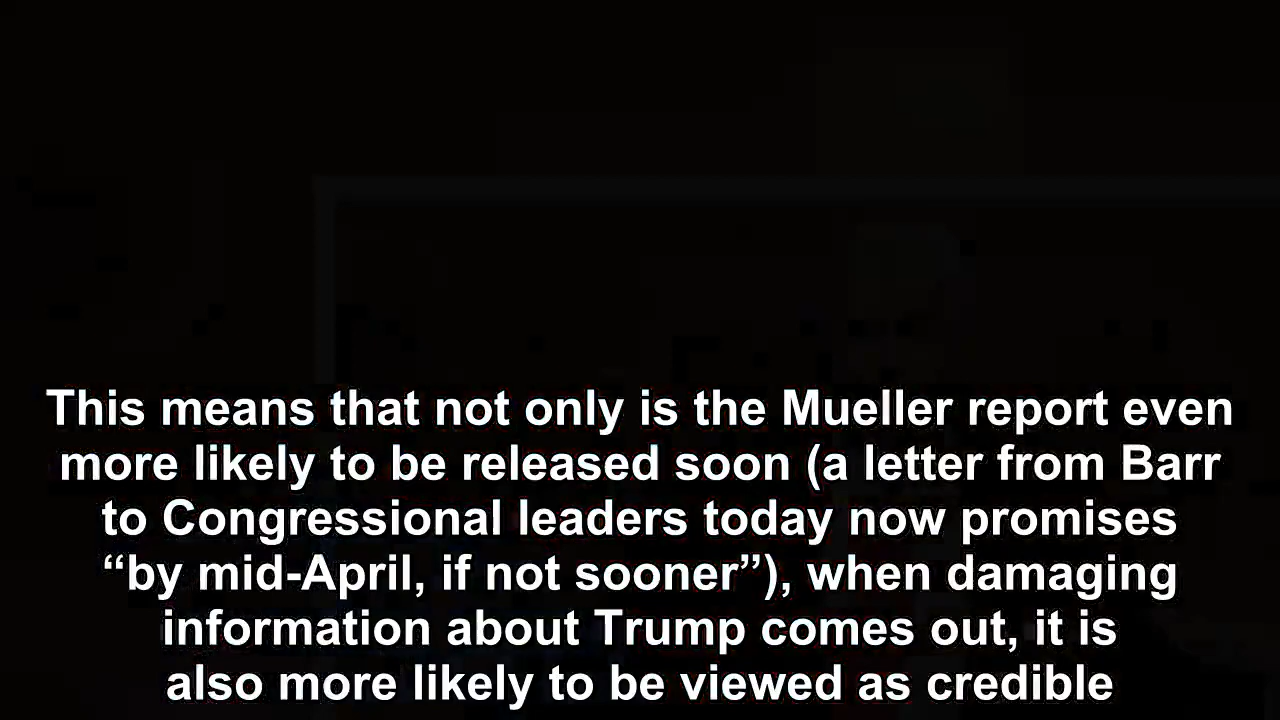 This means that not only is the Mueller report even
more likely to be released soon (a letter from Barr
to Congressional leaders today now promises
“by mid-April, if not sooner”), when damaging
information about Trump comes out, it is
also more likely to be viewed as credible